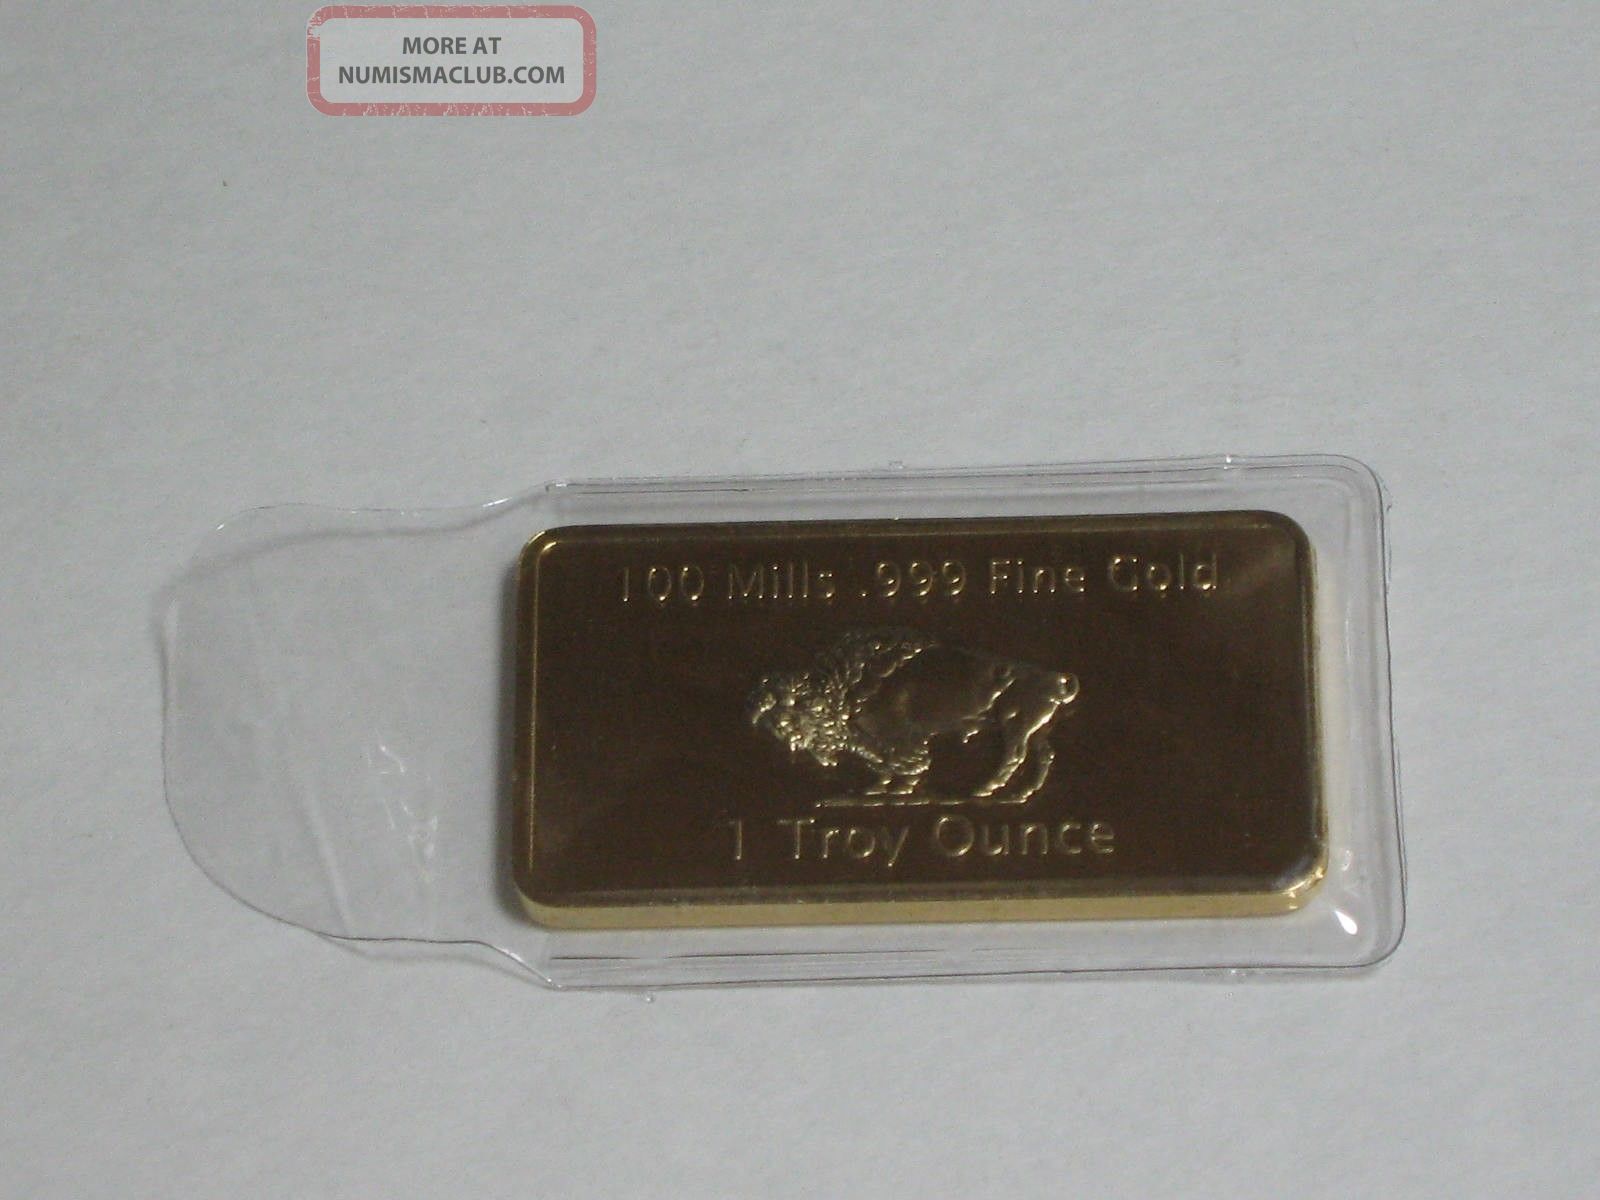 MORE AT
NUMISMACLUB.COM
100 Mills .999 Fine Gold
1 Troy Ounce